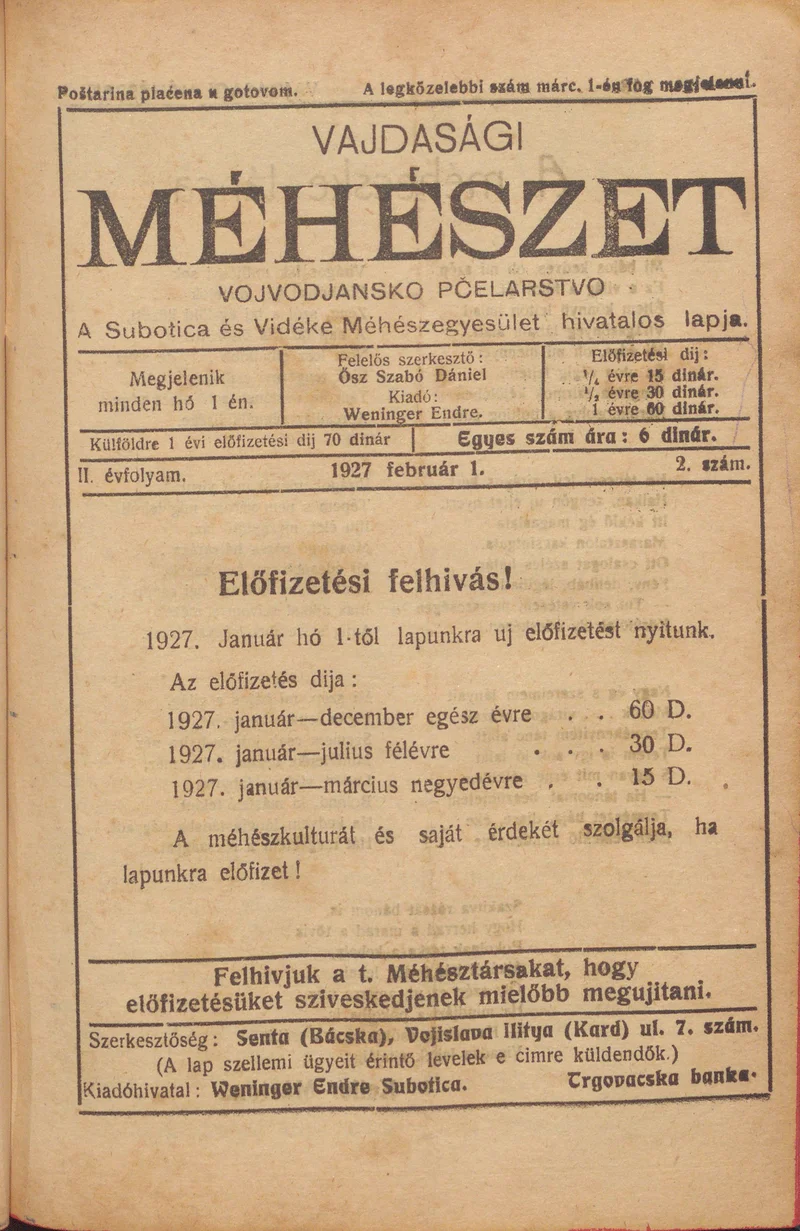 Poštarina plaćena u gotovom. A legközelebbi szám márc. 1-én fog megjelenni.
VAJDASÁGI
MÉHÉSZET
VOJVODJANSKO PČELARSTVO
A Subotica és Vidéke Méhészegyesület hivatalos lapja.
Megjelenik
minden hó 1 én.
Felelős szerkesztő:
Ősz Szabó Dániel
Kiadó:
Weninger Endre.
Előfizetési dij:
¼ évre 15 dinár.
½ évre 30 dinár.
1 évre 60 dinár.
Külföldre 1 évi előfizetési dij 70 dinár | Egyes szám ára: 6 dinár.
II. évfolyam. 1927 február 1. 2. szám.
Előfizetési felhivás!
1927. Január hó 1-től lapunkra uj előfizetést nyitunk.
Az előfizetés dija:
1927. január—december egész évre . . 60 D.
1927. január—julius félévre . . . 30 D.
1927. január—március negyedévre . . 15 D.
A méhészkulturát és saját érdekét szolgálja, ha
lapunkra előfizet!
Felhivjuk a t. Méhésztársakat, hogy
előfizetésüket sziveskedjenek mielőbb megujitani.
Szerkesztőség: Senta (Bácska), Vojislava Ilitya (Kard) ul. 7. szám.
(A lap szellemi ügyeit érintő levelek e cimre küldendők.)
Kiadóhivatal: Weninger Endre Subotica. Trgovacska banka.